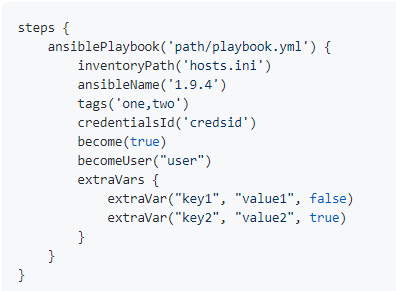 steps {
    ansiblePlaybook('path/playbook.yml') {
        inventoryPath('hosts.ini')
        ansibleName('1.9.4')
        tags('one,two')
        credentialsId('credsid')
        become(true)
        becomeUser("user")
        extraVars {
            extraVar("key1", "value1", false)
            extraVar("key2", "value2", true)
        }
    }
}